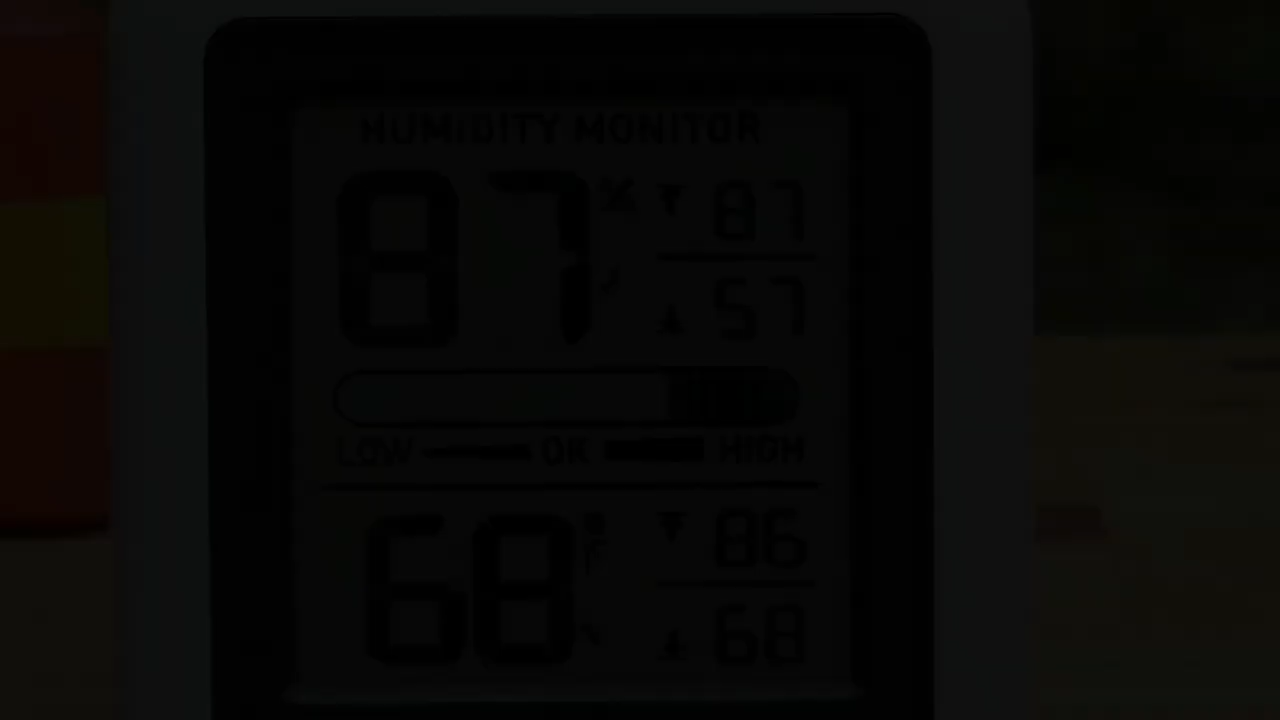 HUMIDITY MONITOR
87% 87
57
LOW OK HIGH
68°F 86
68